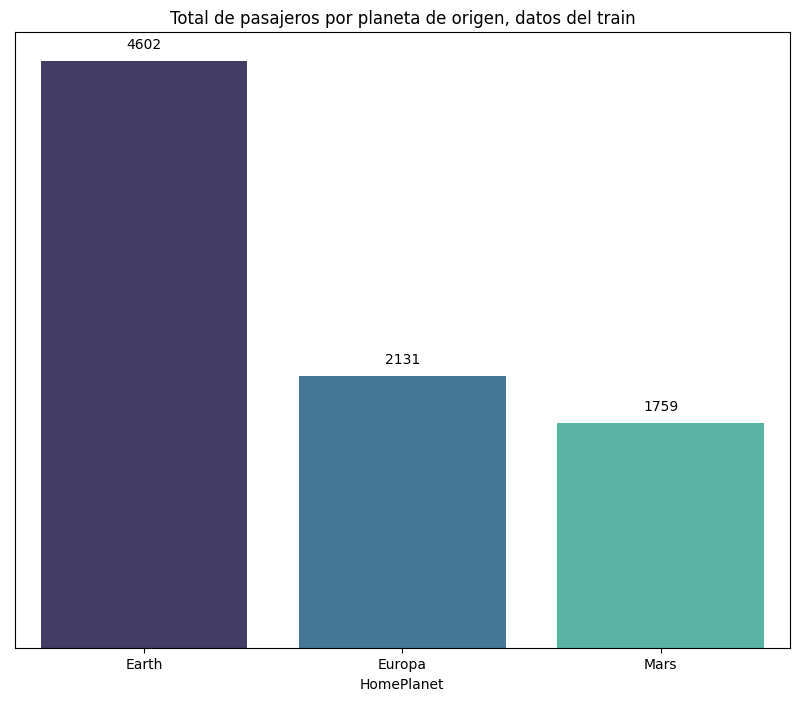 Total de pasajeros por planeta de origen, datos del train
4602
2131
1759
Earth
Europa
Mars
HomePlanet